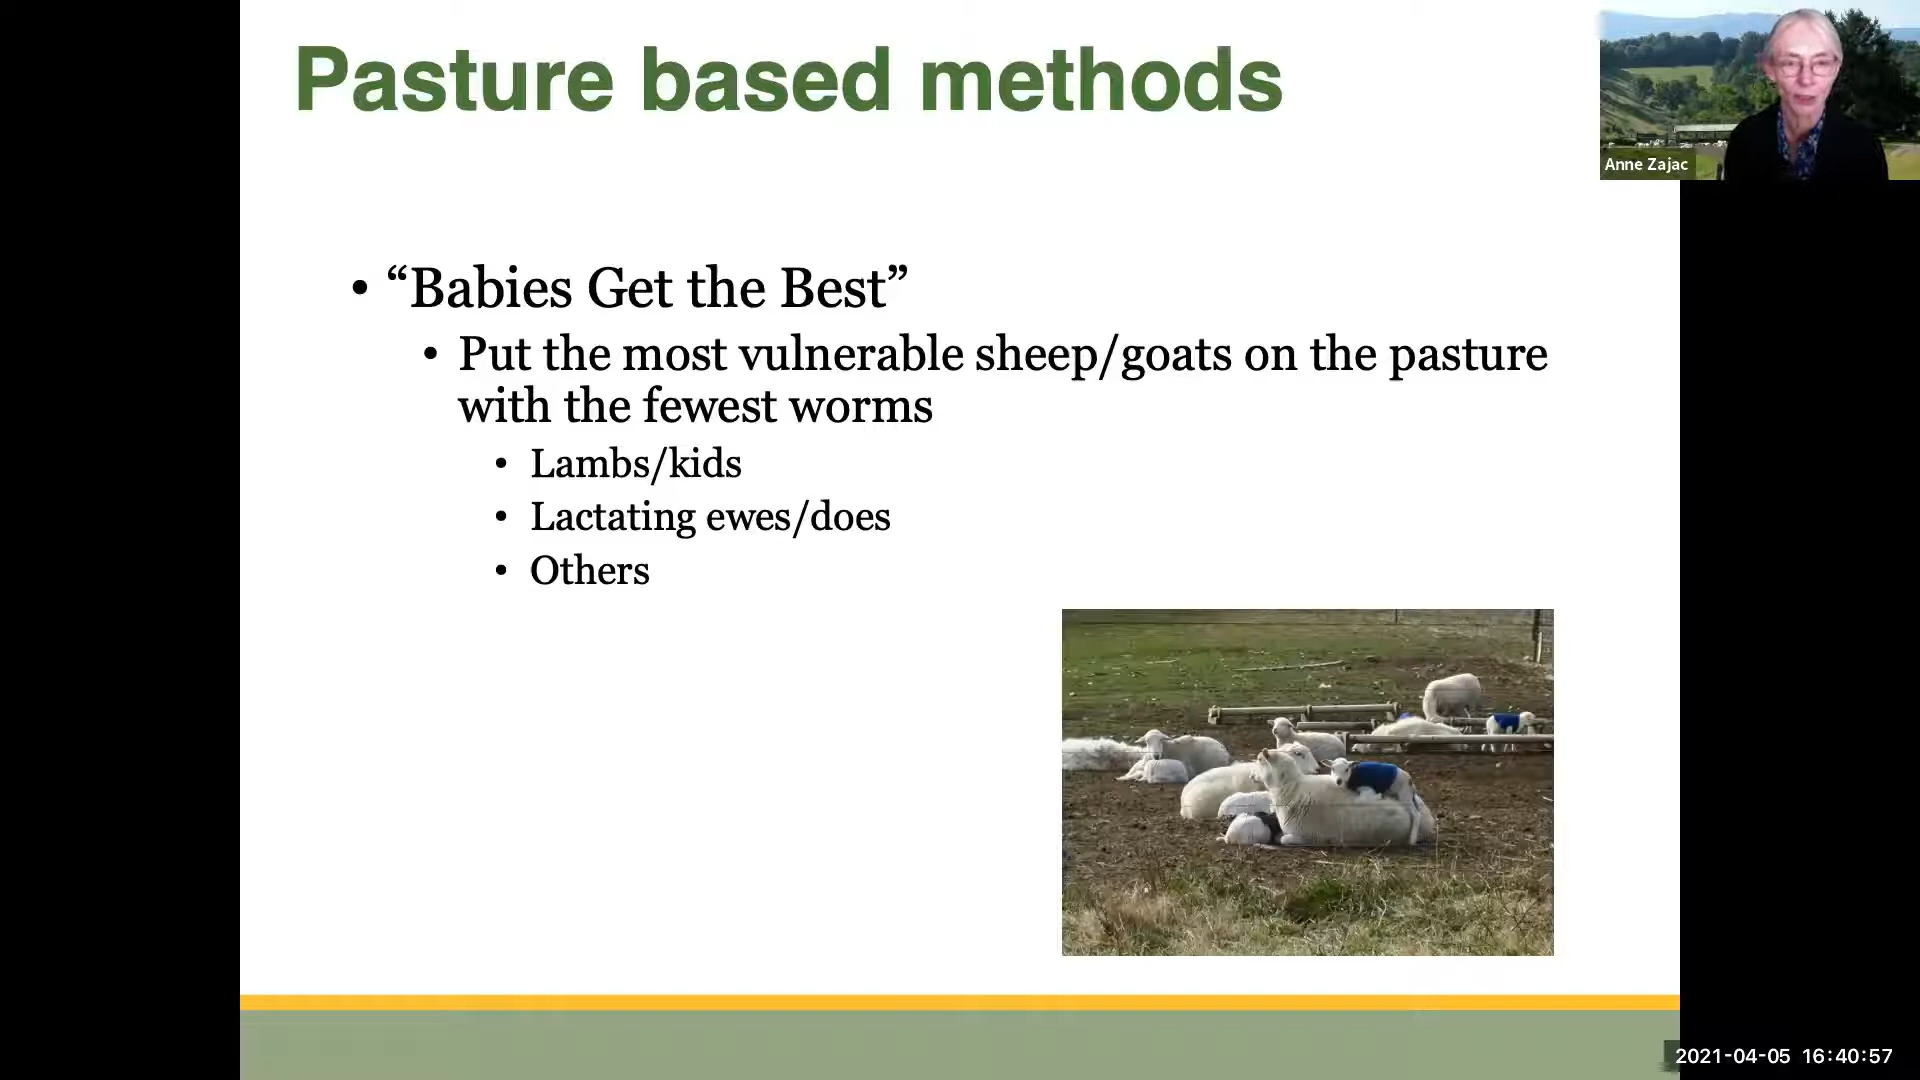 Pasture based methods
Anne Zajac
• “Babies Get the Best”
• Put the most vulnerable sheep/goats on the pasture
with the fewest worms
• Lambs/kids
• Lactating ewes/does
• Others
2021-04-05 16:40:57